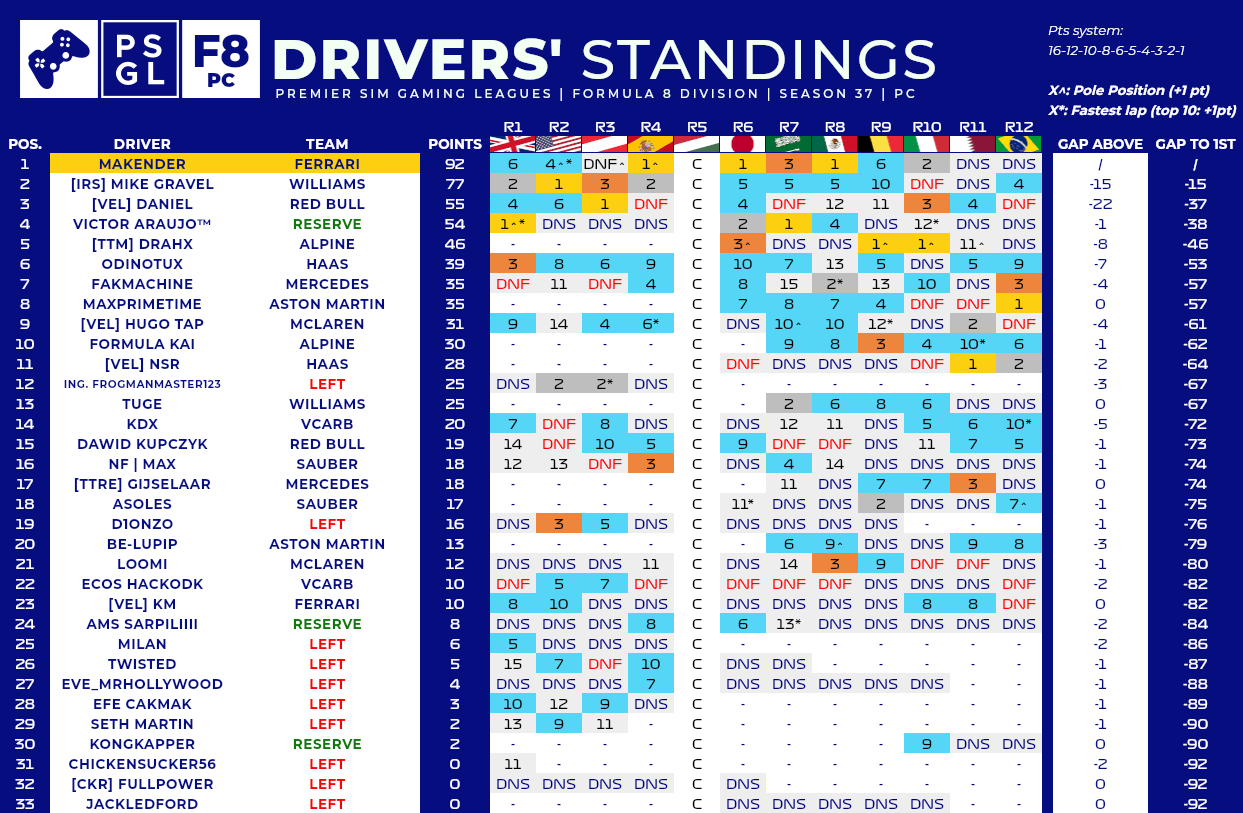 PS GL
F8 PC
DRIVERS' STANDINGS
PREMIER SIM GAMING LEAGUES | FORMULA 8 DIVISION | SEASON 37 | PC
Pts system:
16-12-10-8-6-5-4-3-2-1
X^: Pole Position (+1 pt)
X*: Fastest lap (top 10: +1pt)
R1 R2 R3 R4 R5 R6 R7 R8 R9 R10 R11 R12
POS. DRIVER TEAM POINTS GAP ABOVE GAP TO 1ST
1 MAKENDER FERRARI 92 6 4^* DNF^ 1^ C 1 3 1 6 2 DNS DNS / /
2 [IRS] MIKE GRAVEL WILLIAMS 77 2 1 3 2 C 5 5 5 10 DNF DNS 4 -15 -15
3 [VEL] DANIEL RED BULL 55 4 6 1 DNF C 4 DNF 12 11 3 4 DNF -22 -37
4 VICTOR ARAUJO™ RESERVE 54 1^* DNS DNS DNS C 2 1 4 DNS 12* DNS DNS -1 -38
5 [TTM] DRAHX ALPINE 46 - - - - C 3^ DNS DNS 1^ 1^ 11^ DNS -8 -46
6 ODINOTUX HAAS 39 3 8 6 9 C 10 7 13 5 DNS 5 9 -7 -53
7 FAKMACHINE MERCEDES 35 DNF 11 DNF 4 C 8 15 2* 13 10 DNS 3 -4 -57
8 MAXPRIMETIME ASTON MARTIN 35 - - - - C 7 8 7 4 DNF DNF 1 0 -57
9 [VEL] HUGO TAP MCLAREN 31 9 14 4 6* C DNS 10^ 10 12* DNS 2 DNF -4 -61
10 FORMULA KAI ALPINE 30 - - - - C - 9 8 3 4 10* 6 -1 -62
11 [VEL] NSR HAAS 28 - - - - C DNF DNS DNS DNS DNF 1 2 -2 -64
12 ING. FROGMANMASTER123 LEFT 25 DNS 2 2* DNS C - - - - - - - -3 -67
13 TUGE WILLIAMS 25 - - - - C - 2 6 8 6 DNS DNS 0 -67
14 KDX VCARB 20 7 DNF 8 DNS C DNS 12 11 DNS 5 6 10* -5 -72
15 DAWID KUPCZYK RED BULL 19 14 DNF 10 5 C 9 DNF DNF DNS 11 7 5 -1 -73
16 NF | MAX SAUBER 18 12 13 DNF 3 C DNS 4 14 DNS DNS DNS DNS -1 -74
17 [TTRE] GIJSELAAR MERCEDES 18 - - - - C - 11 DNS 7 7 3 DNS 0 -74
18 ASOLES SAUBER 17 - - - - C 11* DNS DNS 2 DNS DNS 7^ -1 -75
19 D1ONZO LEFT 16 DNS 3 5 DNS C DNS DNS DNS DNS - - - -1 -76
20 BE-LUPIP ASTON MARTIN 13 - - - - C - 6 9^ DNS DNS 9 8 -3 -79
21 LOOMI MCLAREN 12 DNS DNS DNS 11 C DNS 14 3 9 DNF DNF DNS -1 -80
22 ECOS HACKODK VCARB 10 DNF 5 7 DNF C DNF DNF DNF DNS DNS DNS DNF -2 -82
23 [VEL] KM FERRARI 10 8 10 DNS DNS C DNS DNS DNS DNS 8 8 DNF 0 -82
24 AMS SARPILIIII RESERVE 8 DNS DNS DNS 8 C 6 13* DNS DNS DNS DNS DNS -2 -84
25 MILAN LEFT 6 5 DNS DNS DNS C - - - - - - - -2 -86
26 TWISTED LEFT 5 15 7 DNF 10 C DNS DNS - - - - - -1 -87
27 EVE_MRHOLLYWOOD LEFT 4 DNS DNS DNS 7 C DNS DNS DNS DNS DNS - - -1 -88
28 EFE CAKMAK LEFT 3 10 12 9 DNS C - - - - - - - -1 -89
29 SETH MARTIN LEFT 2 13 9 11 - C - - - - - - - -1 -90
30 KONGKAPPER RESERVE 2 - - - - C - - - - 9 DNS DNS 0 -90
31 CHICKENSUCKER56 LEFT 0 11 - - - C - - - - - - - -2 -92
32 [CKR] FULLPOWER LEFT 0 DNS DNS DNS DNS C DNS - - - - - - 0 -92
33 JACKLEDFORD LEFT 0 - - - - C DNS DNS DNS DNS DNS - - 0 -92